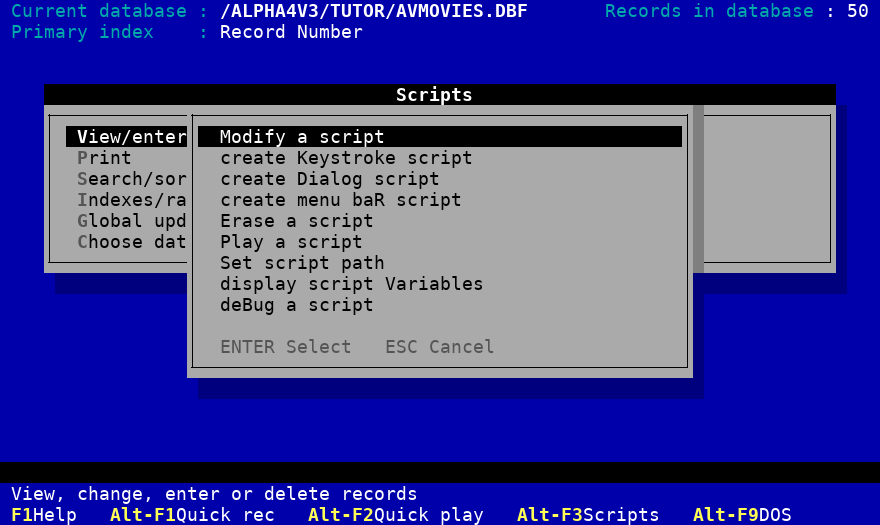 Current database : /ALPHA4V3/TUTOR/AVMOVIES.DBF Records in database : 50
Primary index : Record Number
Scripts
View/enter
Print
Search/sor
Indexes/ra
Global upd
Choose dat
Modify a script
create Keystroke script
create Dialog script
create menu baR script
Erase a script
Play a script
Set script path
display script Variables
deBug a script
ENTER Select ESC Cancel
View, change, enter or delete records
F1Help Alt-F1Quick rec Alt-F2Quick play Alt-F3Scripts Alt-F9DOS